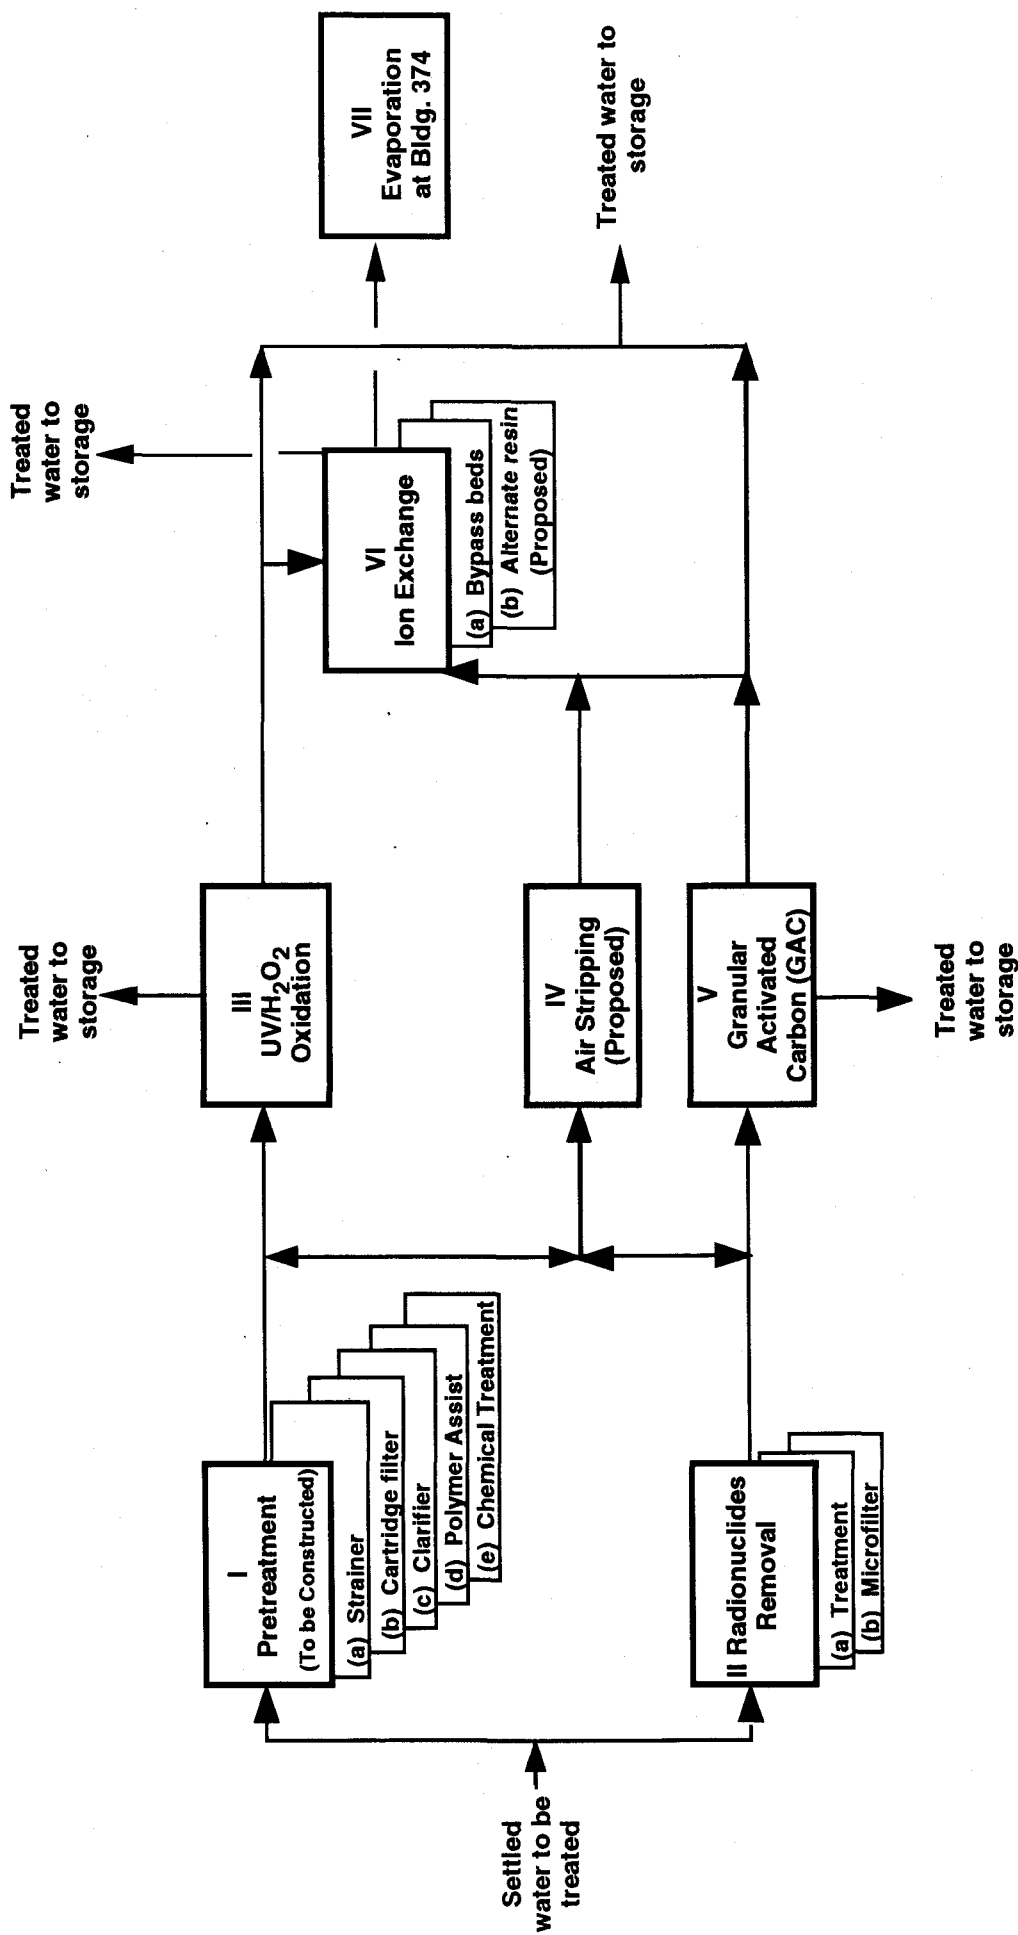 Settled
water to be
treated
I
Pretreatment
(To be Constructed)
(a) Strainer
(b) Cartridge filter
(c) Clarifier
(d) Polymer Assist
(e) Chemical Treatment
II Radionuclides
Removal
(a) Treatment
(b) Microfilter
Treated
water to
storage
III
UV/H2O2
Oxidation
IV
Air Stripping
(Proposed)
V
Granular
Activated
Carbon (GAC)
Treated
water to
storage
Treated
water to
storage
VI
Ion Exchange
(a) Bypass beds
(b) Alternate resin
(Proposed)
VII
Evaporation
at Bldg. 374
Treated water to
storage